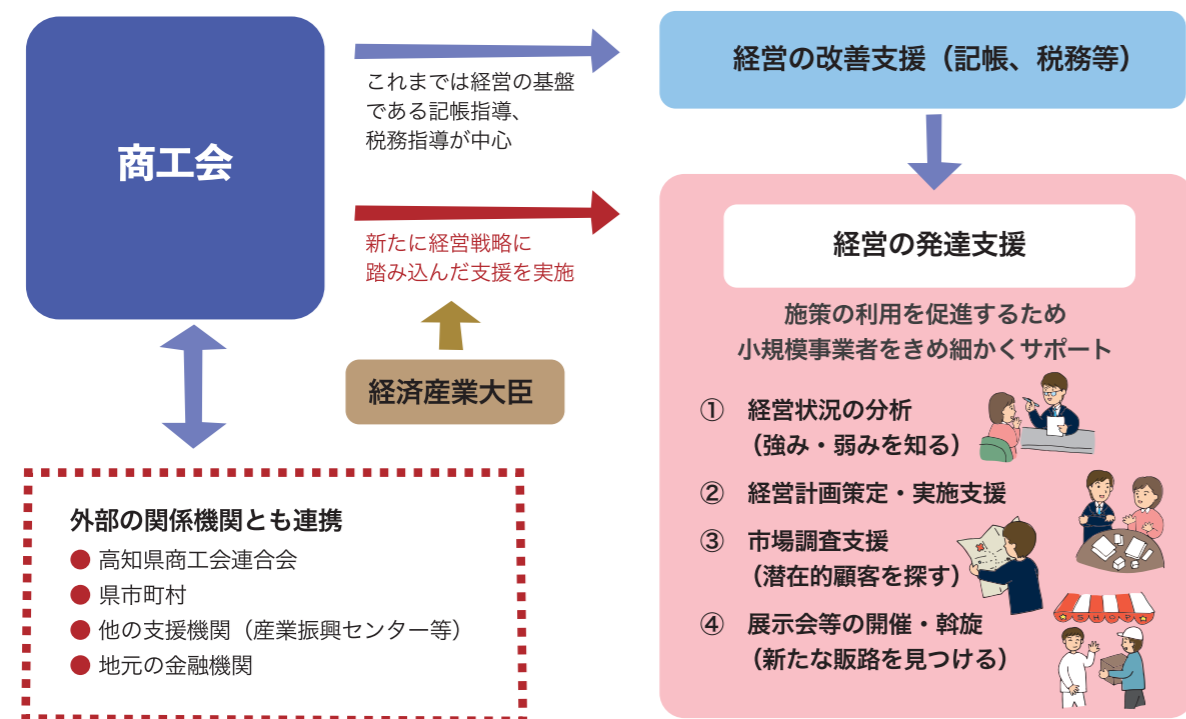 商工会
これまでは経営の基盤
である記帳指導、
税務指導が中心
新たに経営戦略に
踏み込んだ支援を実施
経済産業大臣
外部の関係機関とも連携
● 高知県商工会連合会
● 県市町村
● 他の支援機関（産業振興センター等）
● 地元の金融機関
経営の改善支援（記帳、税務等）
経営の発達支援
施策の利用を促進するため
小規模事業者をきめ細かくサポート
① 経営状況の分析
（強み・弱みを知る）
② 経営計画策定・実施支援
③ 市場調査支援
（潜在的顧客を探す）
④ 展示会等の開催・斡旋
（新たな販路を見つける）
SHOP